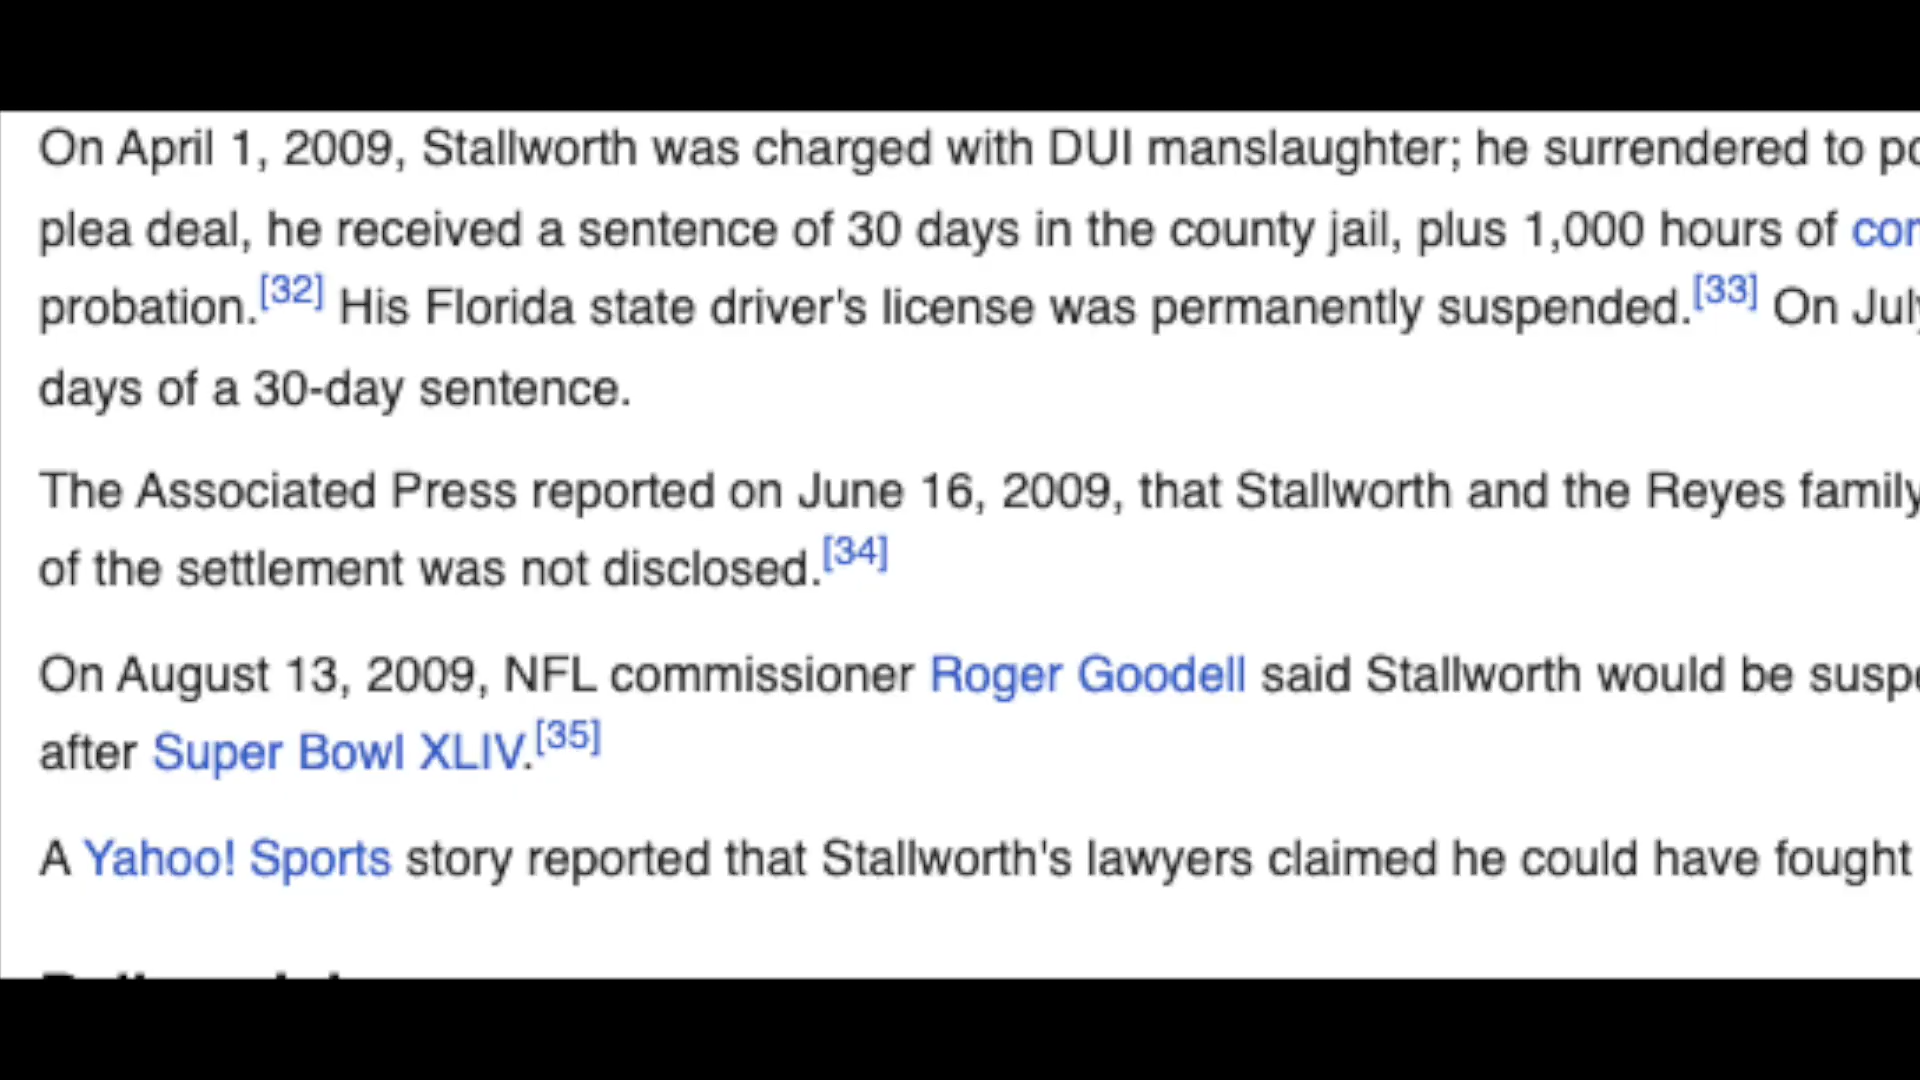 On April 1, 2009, Stallworth was charged with DUI manslaughter; he surrendered to
plea deal, he received a sentence of 30 days in the county jail, plus 1,000 hours of
probation.[32] His Florida state driver's license was permanently suspended.[33] On
days of a 30-day sentence.
The Associated Press reported on June 16, 2009, that Stallworth and the Reyes family
of the settlement was not disclosed.[34]
On August 13, 2009, NFL commissioner Roger Goodell said Stallworth would be
after Super Bowl XLIV.[35]
A Yahoo! Sports story reported that Stallworth's lawyers claimed he could have fought